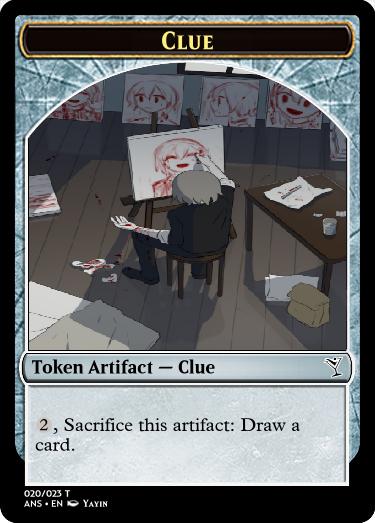 Clue
Token Artifact — Clue
2, Sacrifice this artifact: Draw a
card.
020/023 T
ANS • EN Yayin